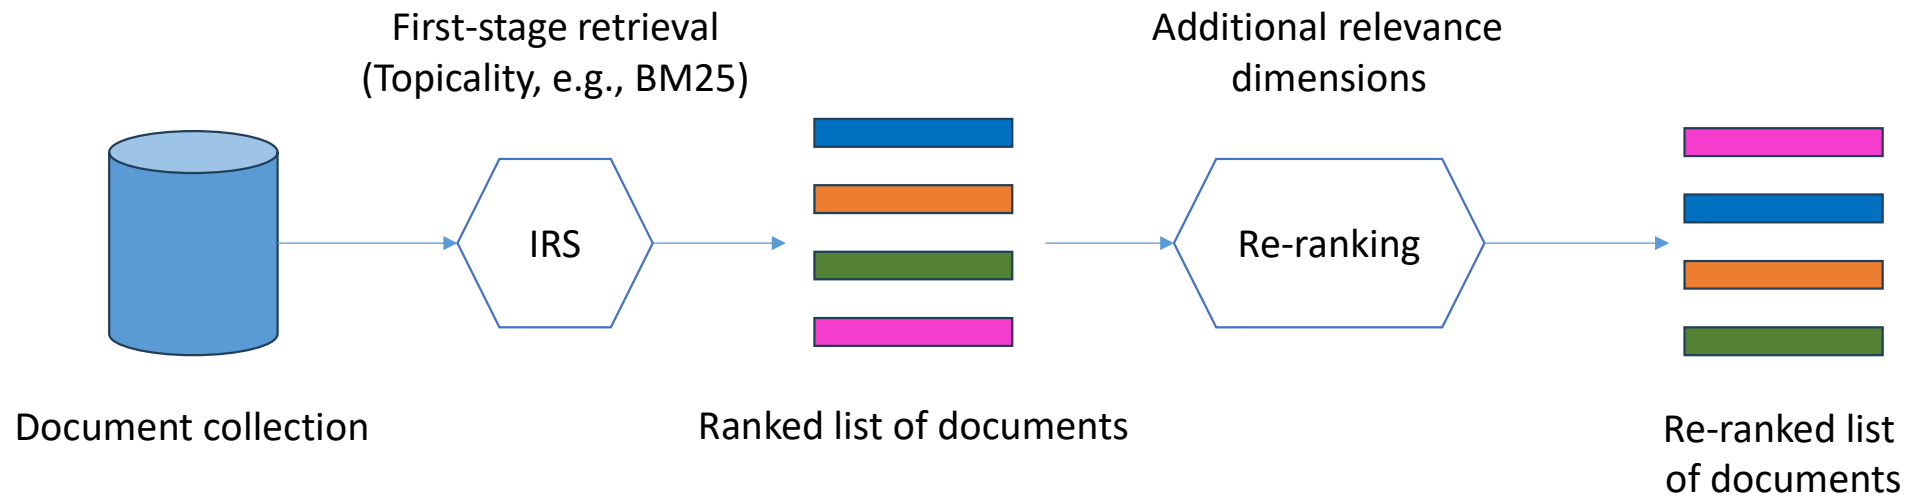 First-stage retrieval
(Topicality, e.g., BM25)
Additional relevance
dimensions
IRS
Re-ranking
Document collection
Ranked list of documents
Re-ranked list
of documents